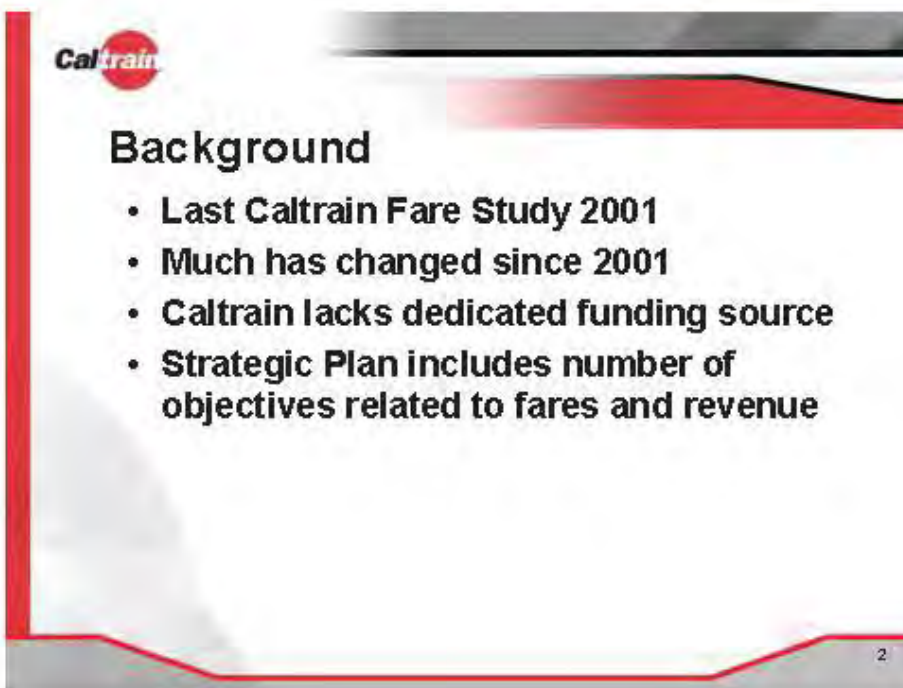 Caltrain
Background
• Last Caltrain Fare Study 2001
• Much has changed since 2001
• Caltrain lacks dedicated funding source
• Strategic Plan includes number of
objectives related to fares and revenue
2